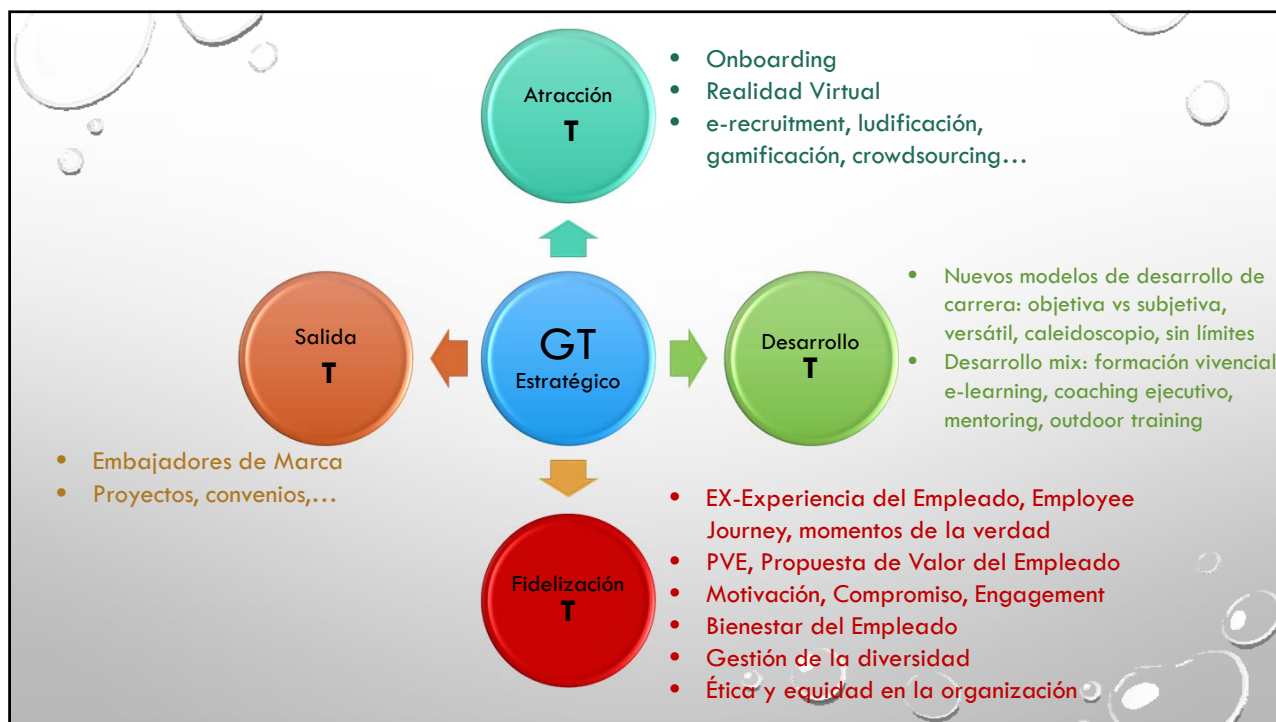 Atracción
T
• Onboarding
• Realidad Virtual
• e-recruitment, ludificación,
gamificación, crowdsourcing…
Salida
T
GT
Estratégico
Desarrollo
T
• Nuevos modelos de desarrollo de
carrera: objetiva vs subjetiva,
versátil, caleidoscopio, sin límites
• Desarrollo mix: formación vivencial
e-learning, coaching ejecutivo,
mentoring, outdoor training
• Embajadores de Marca
• Proyectos, convenios,…
Fidelización
T
• EX-Experiencia del Empleado, Employee
Journey, momentos de la verdad
• PVE, Propuesta de Valor del Empleado
• Motivación, Compromiso, Engagement
• Bienestar del Empleado
• Gestión de la diversidad
• Ética y equidad en la organización